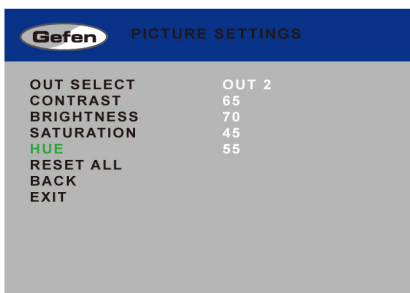 Gefen PICTURE SETTINGS
OUT SELECT OUT 2
CONTRAST 65
BRIGHTNESS 70
SATURATION 45
HUE 55
RESET ALL
BACK
EXIT